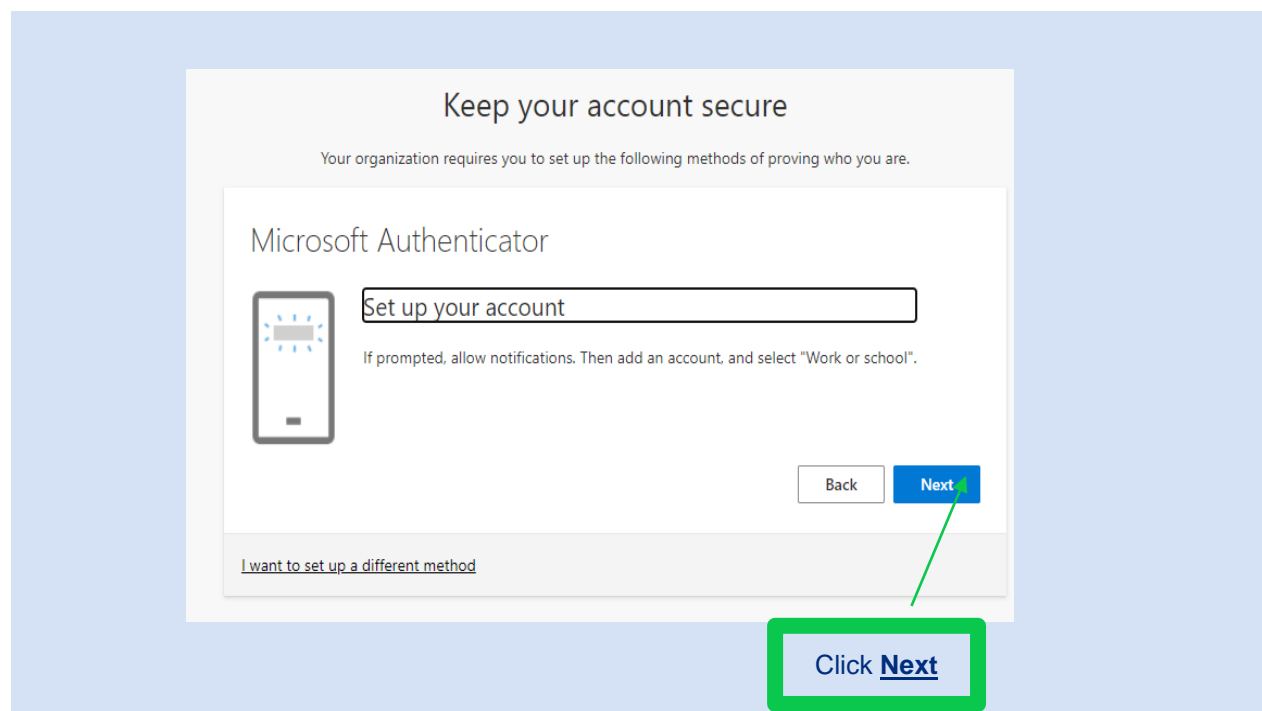 Keep your account secure
Your organization requires you to set up the following methods of proving who you are.
Microsoft Authenticator
Set up your account
If prompted, allow notifications. Then add an account, and select "Work or school".
Back
Next
I want to set up a different method
Click Next